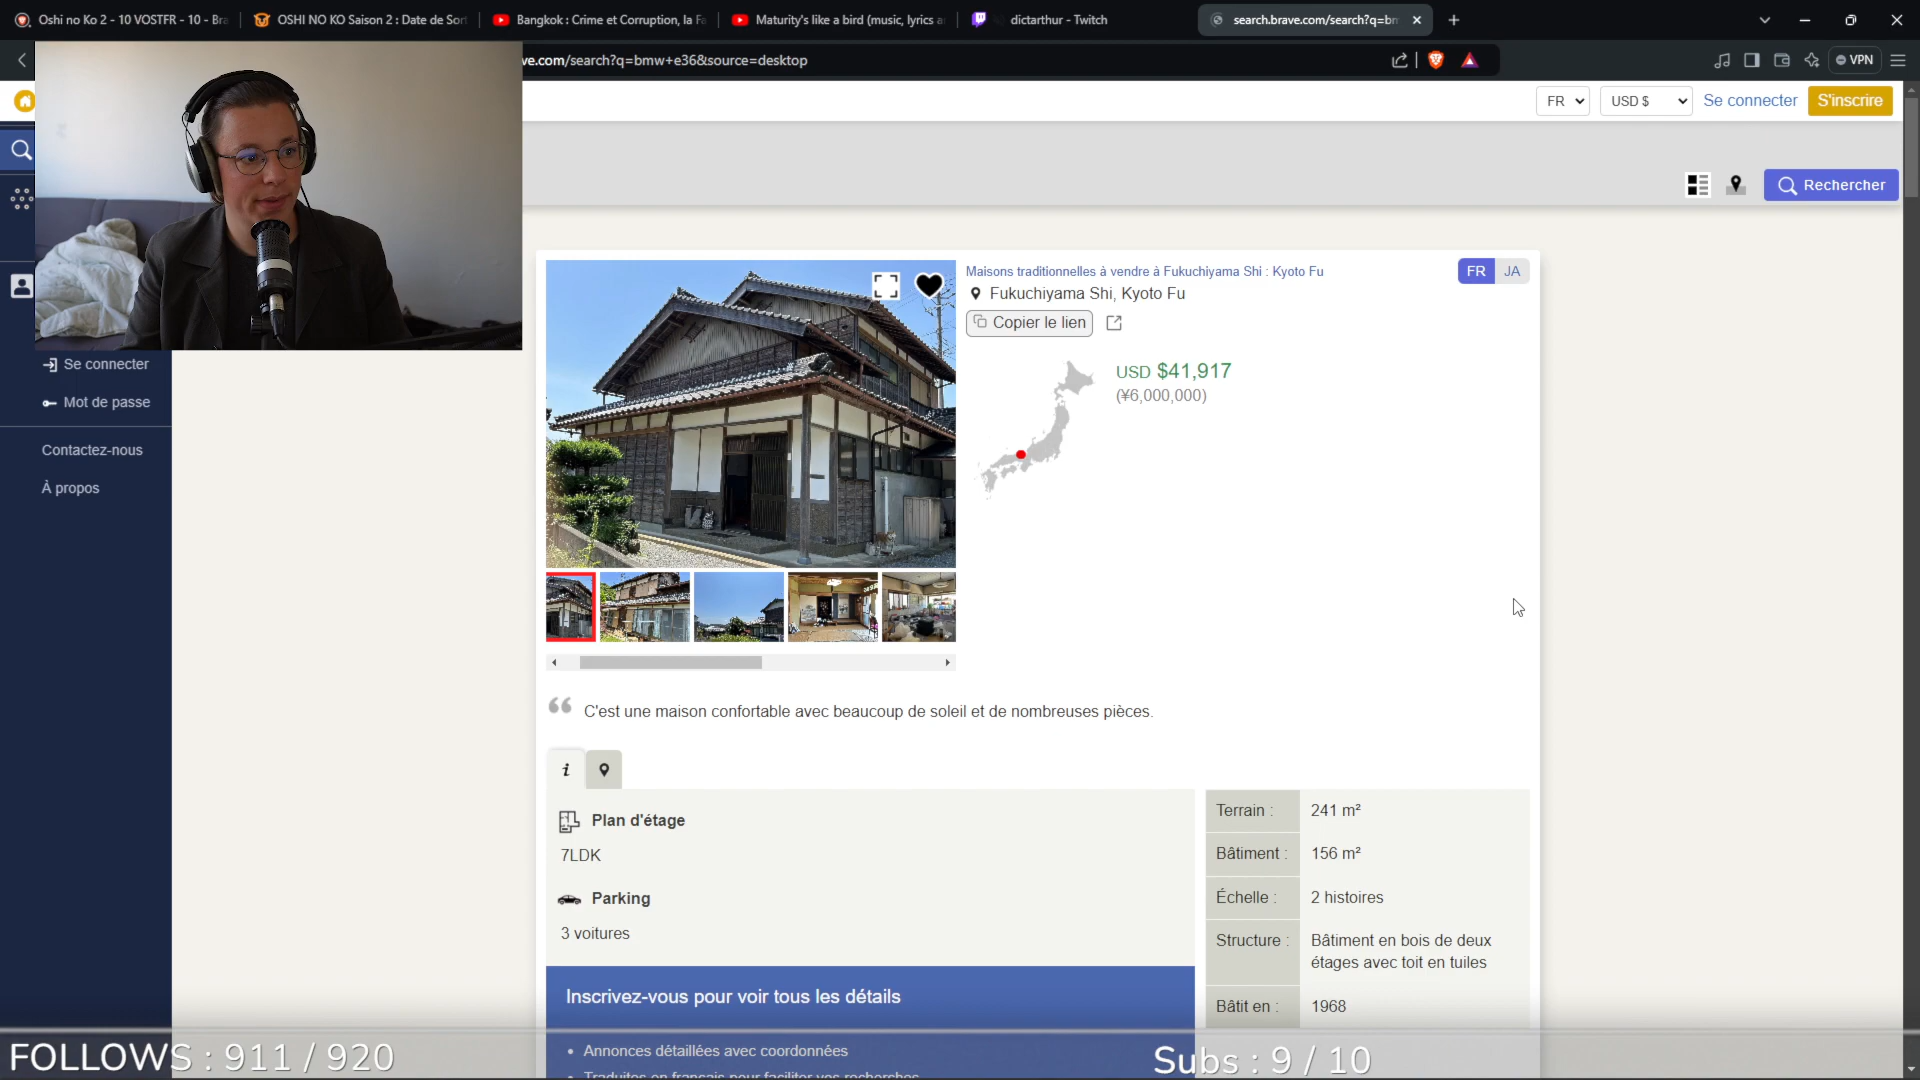 Oshi no Ko 2 - 10 VOSTFR - 10 - Bra
OSHI NO KO Saison 2 : Date de Sort
Bangkok : Crime et Corruption, la Fa
Maturity's like a bird (music, lyrics a
dictarthur - Twitch
search.brave.com/search?q=bm
ve.com/search?q=bmw+e36&source=desktop
VPN
FR
USD $
Se connecter
S'inscrire
Rechercher
Maisons traditionnelles à vendre à Fukuchiyama Shi : Kyoto Fu
FR JA
Fukuchiyama Shi, Kyoto Fu
Copier le lien
Se connecter
Mot de passe
Contactez-nous
À propos
USD $41,917
(¥6,000,000)
C'est une maison confortable avec beaucoup de soleil et de nombreuses pièces.
i
Plan d'étage
7LDK
Parking
3 voitures
Terrain : 241 m²
Bâtiment : 156 m²
Échelle : 2 histoires
Structure : Bâtiment en bois de deux
étages avec toit en tuiles
Bâtit en : 1968
Inscrivez-vous pour voir tous les détails
• Annonces détaillées avec coordonnées
• Traduites en français pour faciliter vos recherches
FOLLOWS : 911 / 920
Subs : 9 / 10